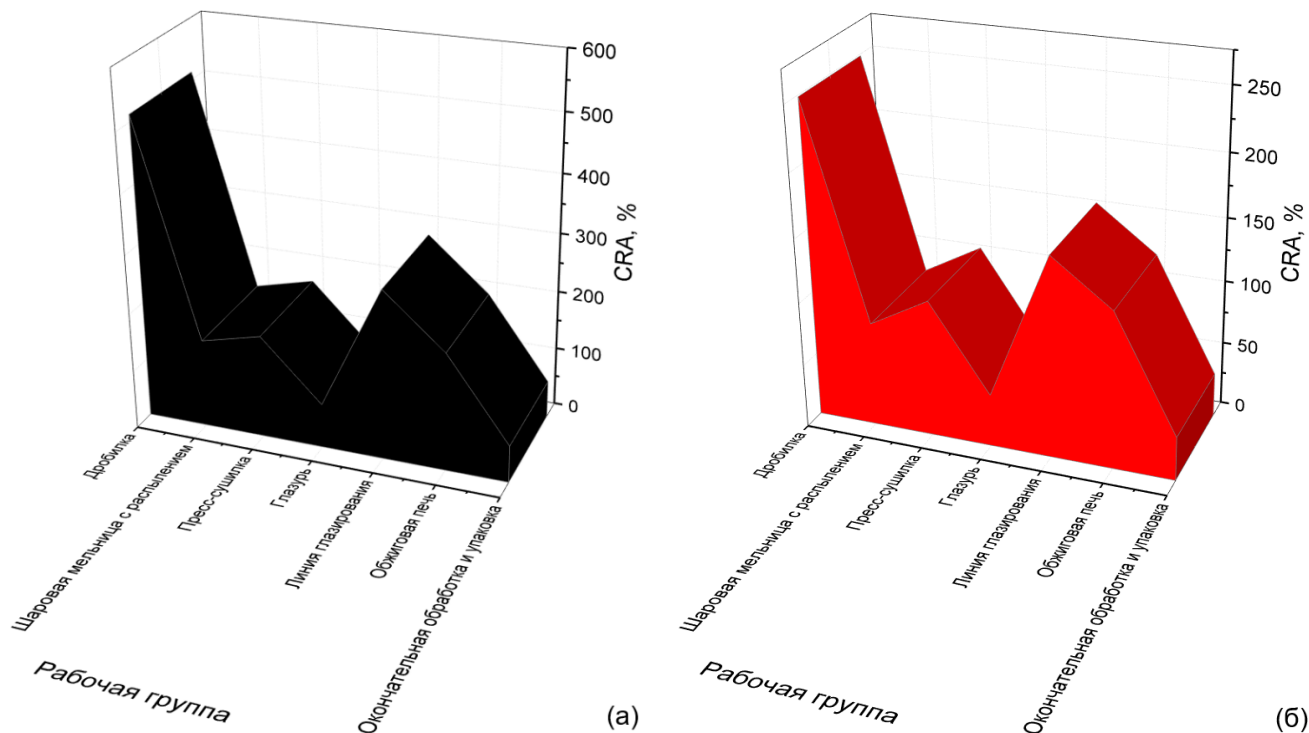 600
500
400
300
200
100
0
CRA, %
Дробилка
Шаровая мельница с распылением
Пресс-сушилка
Глазурь
Линия глазирования
Обжиговая печь
Окончательная обработка и упаковка
Рабочая группа
(а)
250
200
150
100
50
0
CRA, %
Дробилка
Шаровая мельница с распылением
Пресс-сушилка
Глазурь
Линия глазирования
Обжиговая печь
Окончательная обработка и упаковка
Рабочая группа
(б)